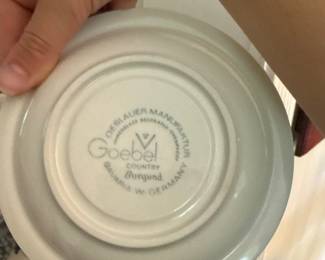 OESLAUER MANUFAKTUR
Goebel
COUNTRY
Burgund
BAVARIA W. GERMANY